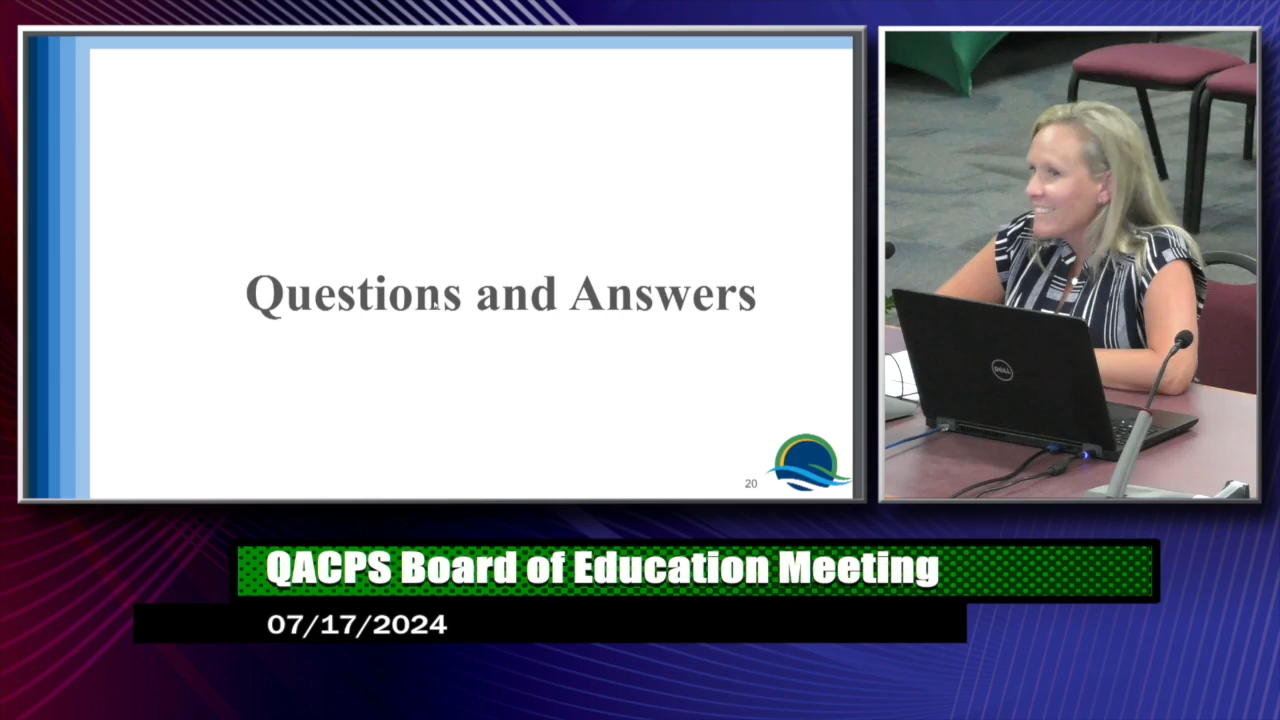 Questions and Answers
20
DELL
QACPS Board of Education Meeting
07/17/2024